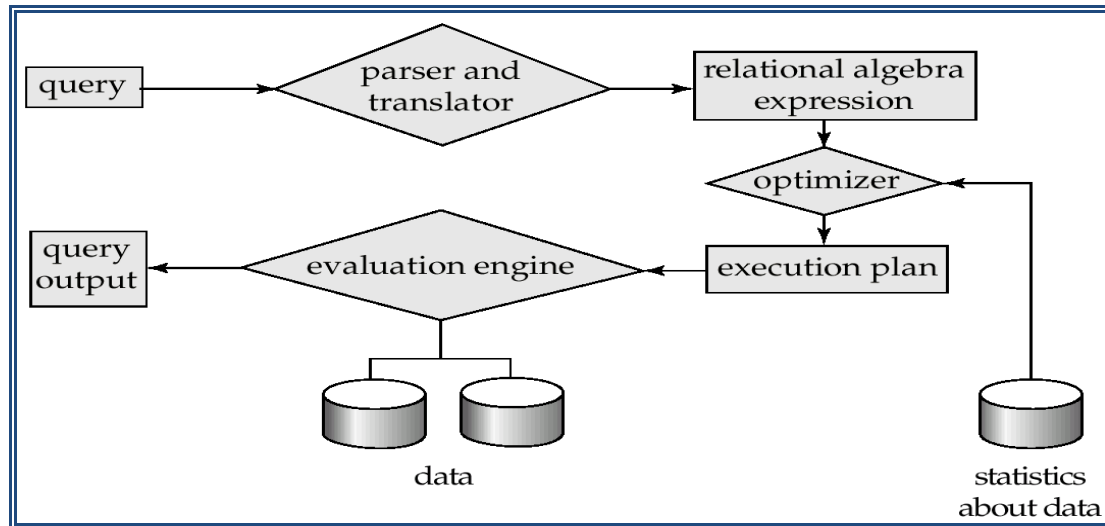 query
parser and
translator
relational algebra
expression
optimizer
query
output
evaluation engine
execution plan
data
statistics
about data